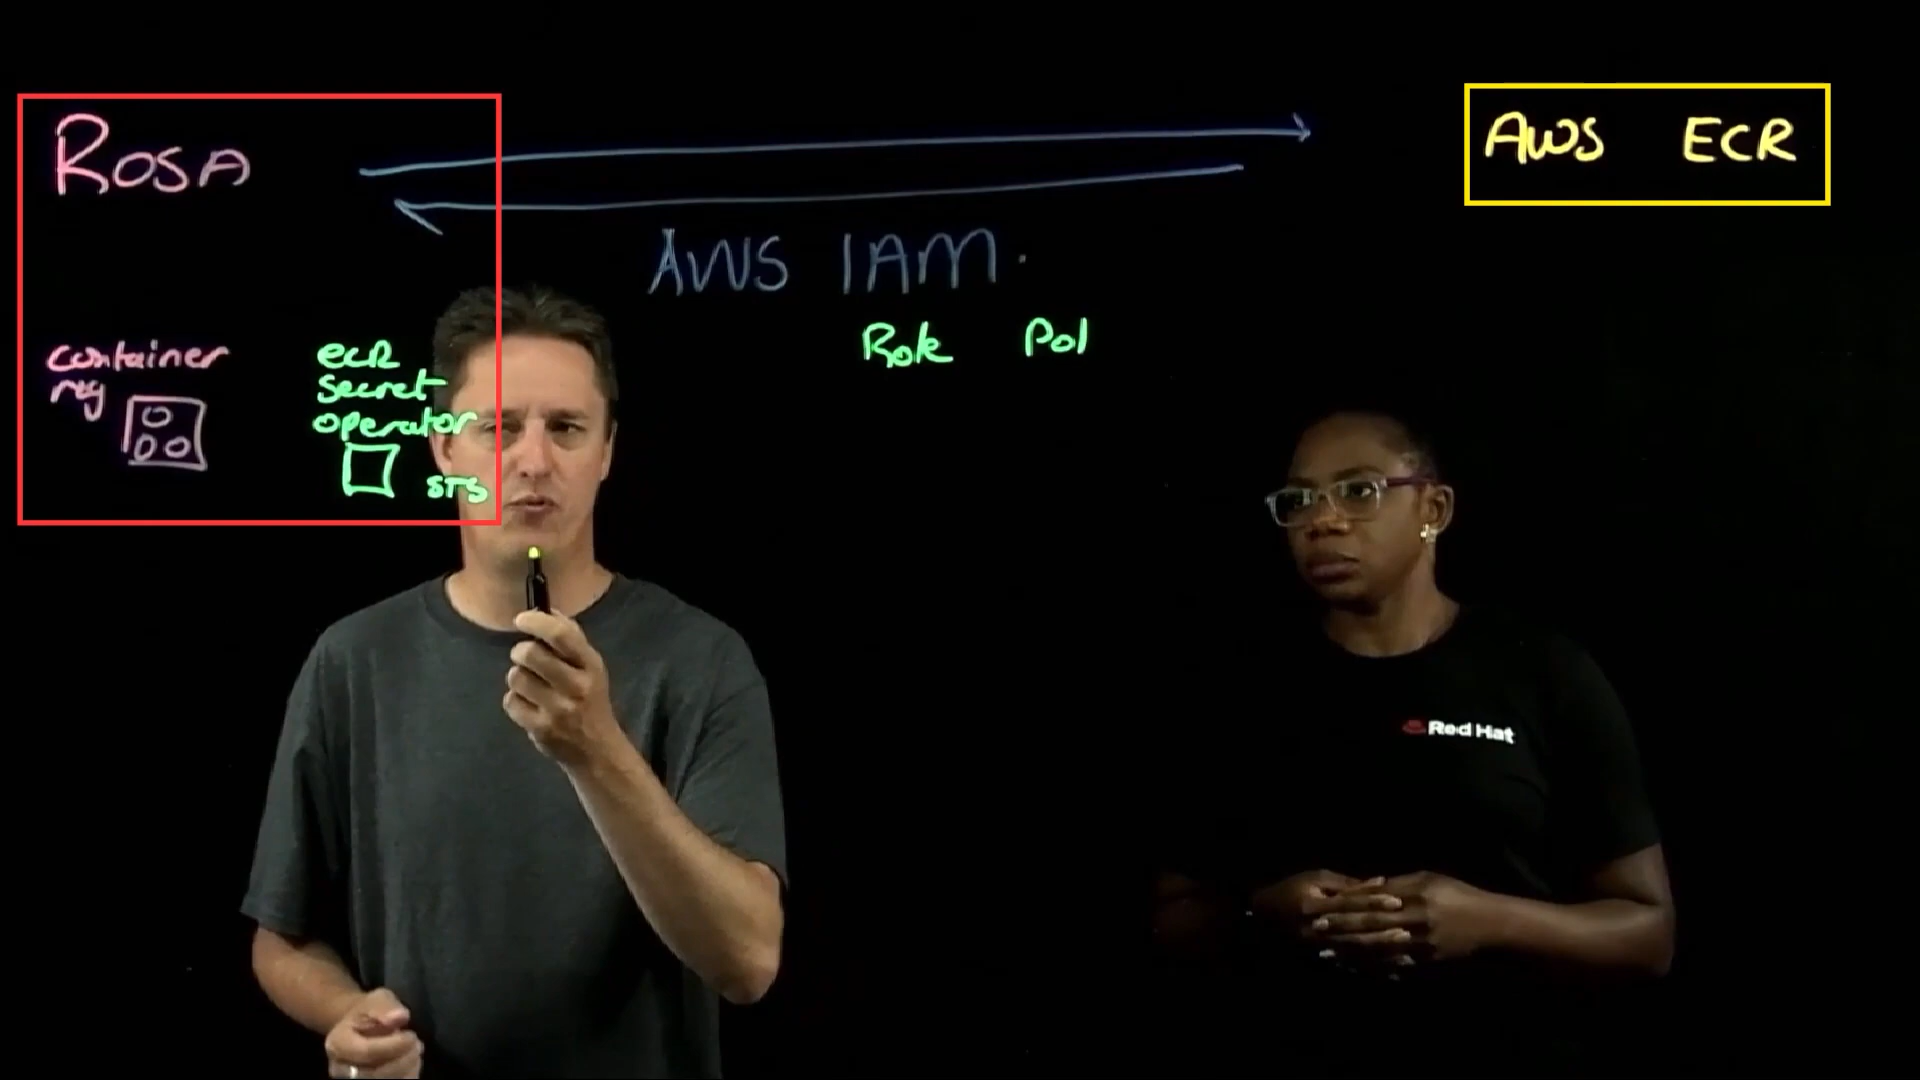 ROSA
AWS ECR
AWS IAM.
Role Pol
container
reg
ecR
secret
operator
STS
Red Hat